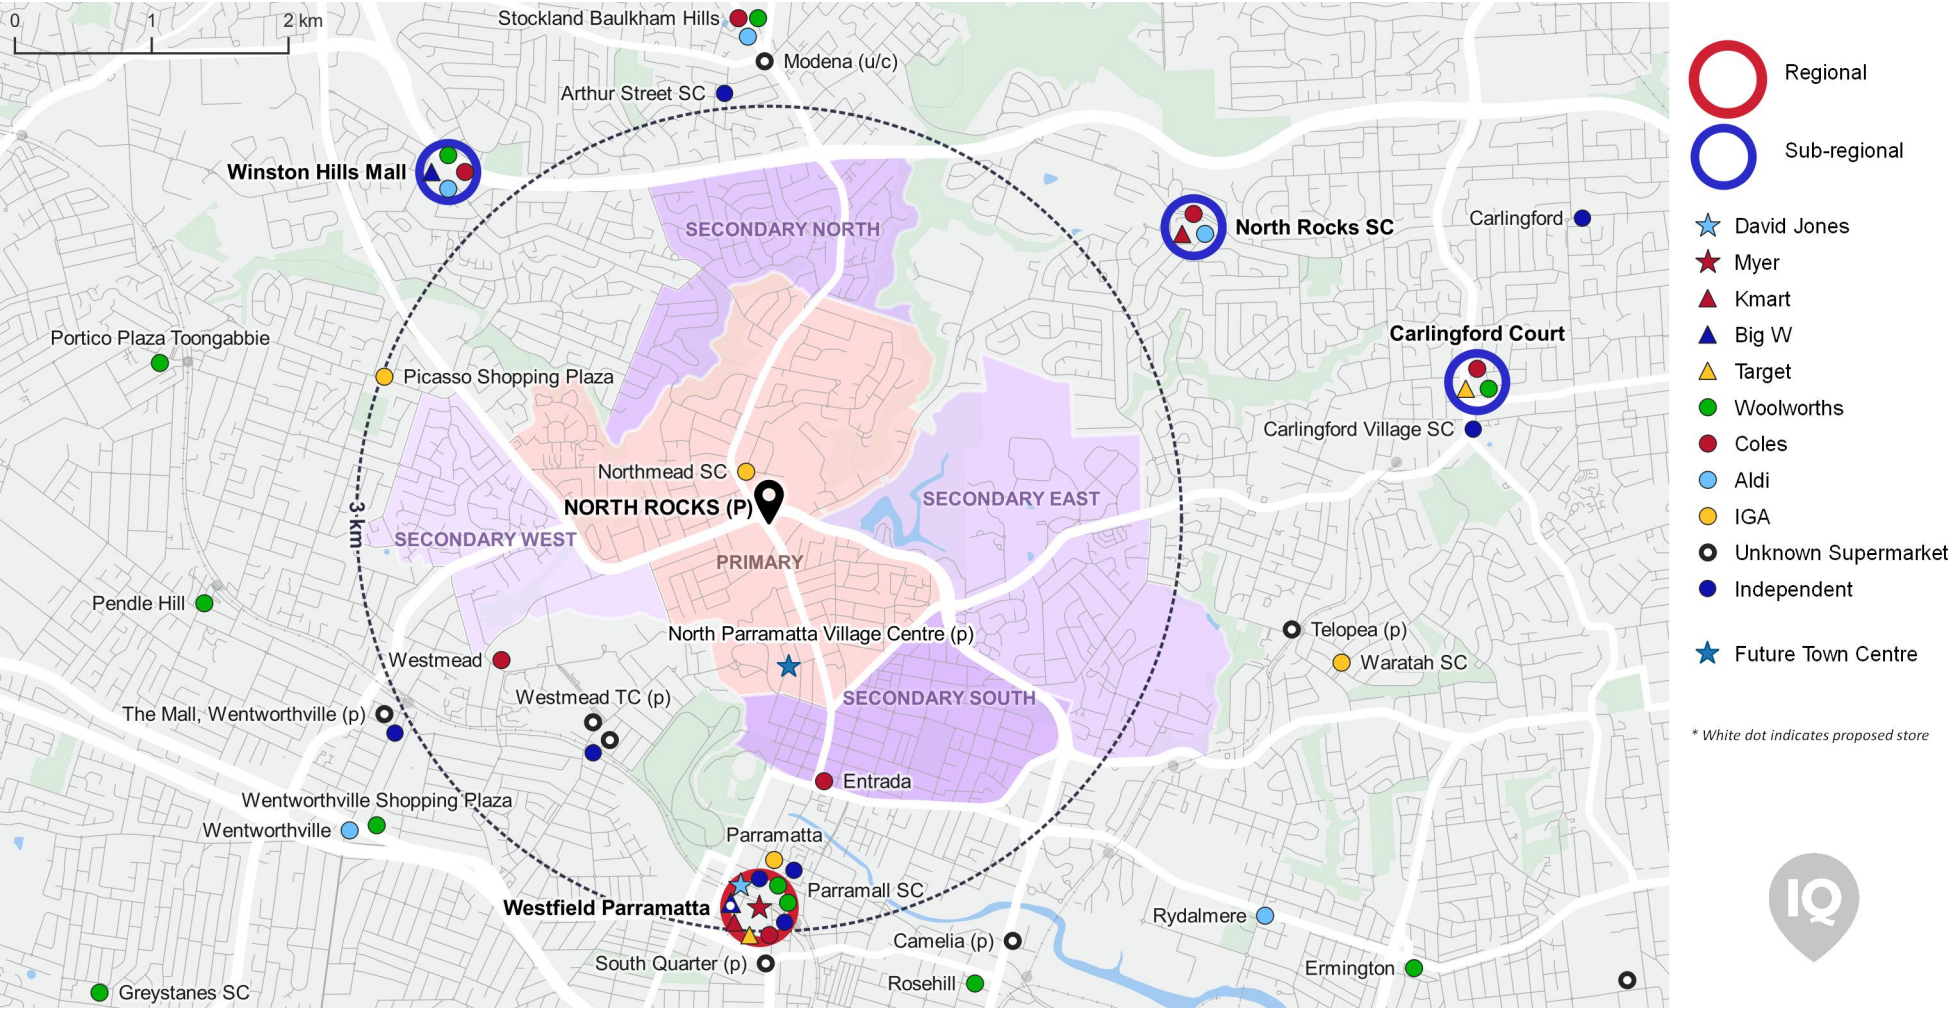 0 1 2 km
Stockland Baulkham Hills
Modena (u/c)
Arthur Street SC
Winston Hills Mall
SECONDARY NORTH
North Rocks SC
Carlingford
Portico Plaza Toongabbie
Carlingford Court
Picasso Shopping Plaza
Carlingford Village SC
Northmead SC
NORTH ROCKS (P)
SECONDARY EAST
3 km
SECONDARY WEST
PRIMARY
Pendle Hill
North Parramatta Village Centre (p)
Telopea (p)
Westmead
Waratah SC
Westmead TC (p)
SECONDARY SOUTH
The Mall, Wentworthville (p)
Entrada
Wentworthville Shopping Plaza
Wentworthville
Parramatta
Parramall SC
Westfield Parramatta
Rydalmere
Camelia (p)
South Quarter (p)
Ermington
Rosehill
Greystanes SC
Regional
Sub-regional
David Jones
Myer
Kmart
Big W
Target
Woolworths
Coles
Aldi
IGA
Unknown Supermarket
Independent
Future Town Centre
* White dot indicates proposed store
IQ